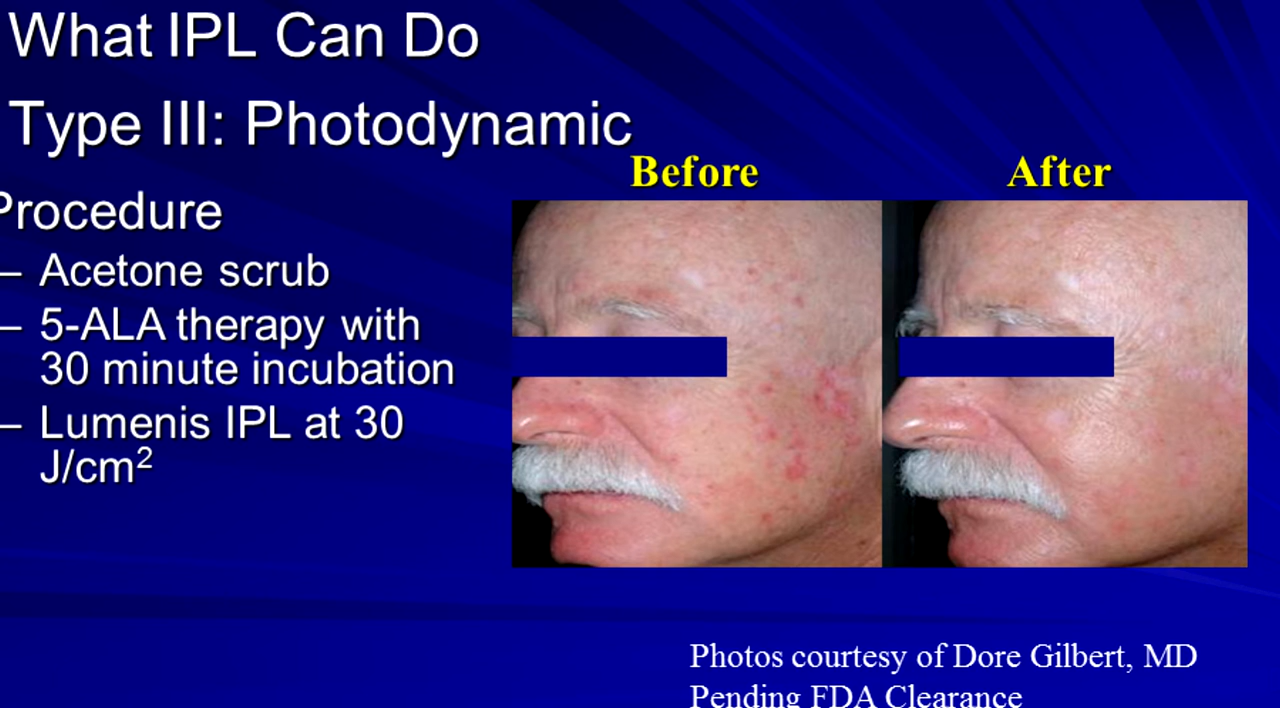 What IPL Can Do
Type III: Photodynamic
Before
After
Procedure
– Acetone scrub
– 5-ALA therapy with
30 minute incubation
– Lumenis IPL at 30
J/cm²
Photos courtesy of Dore Gilbert, MD
Pending FDA Clearance